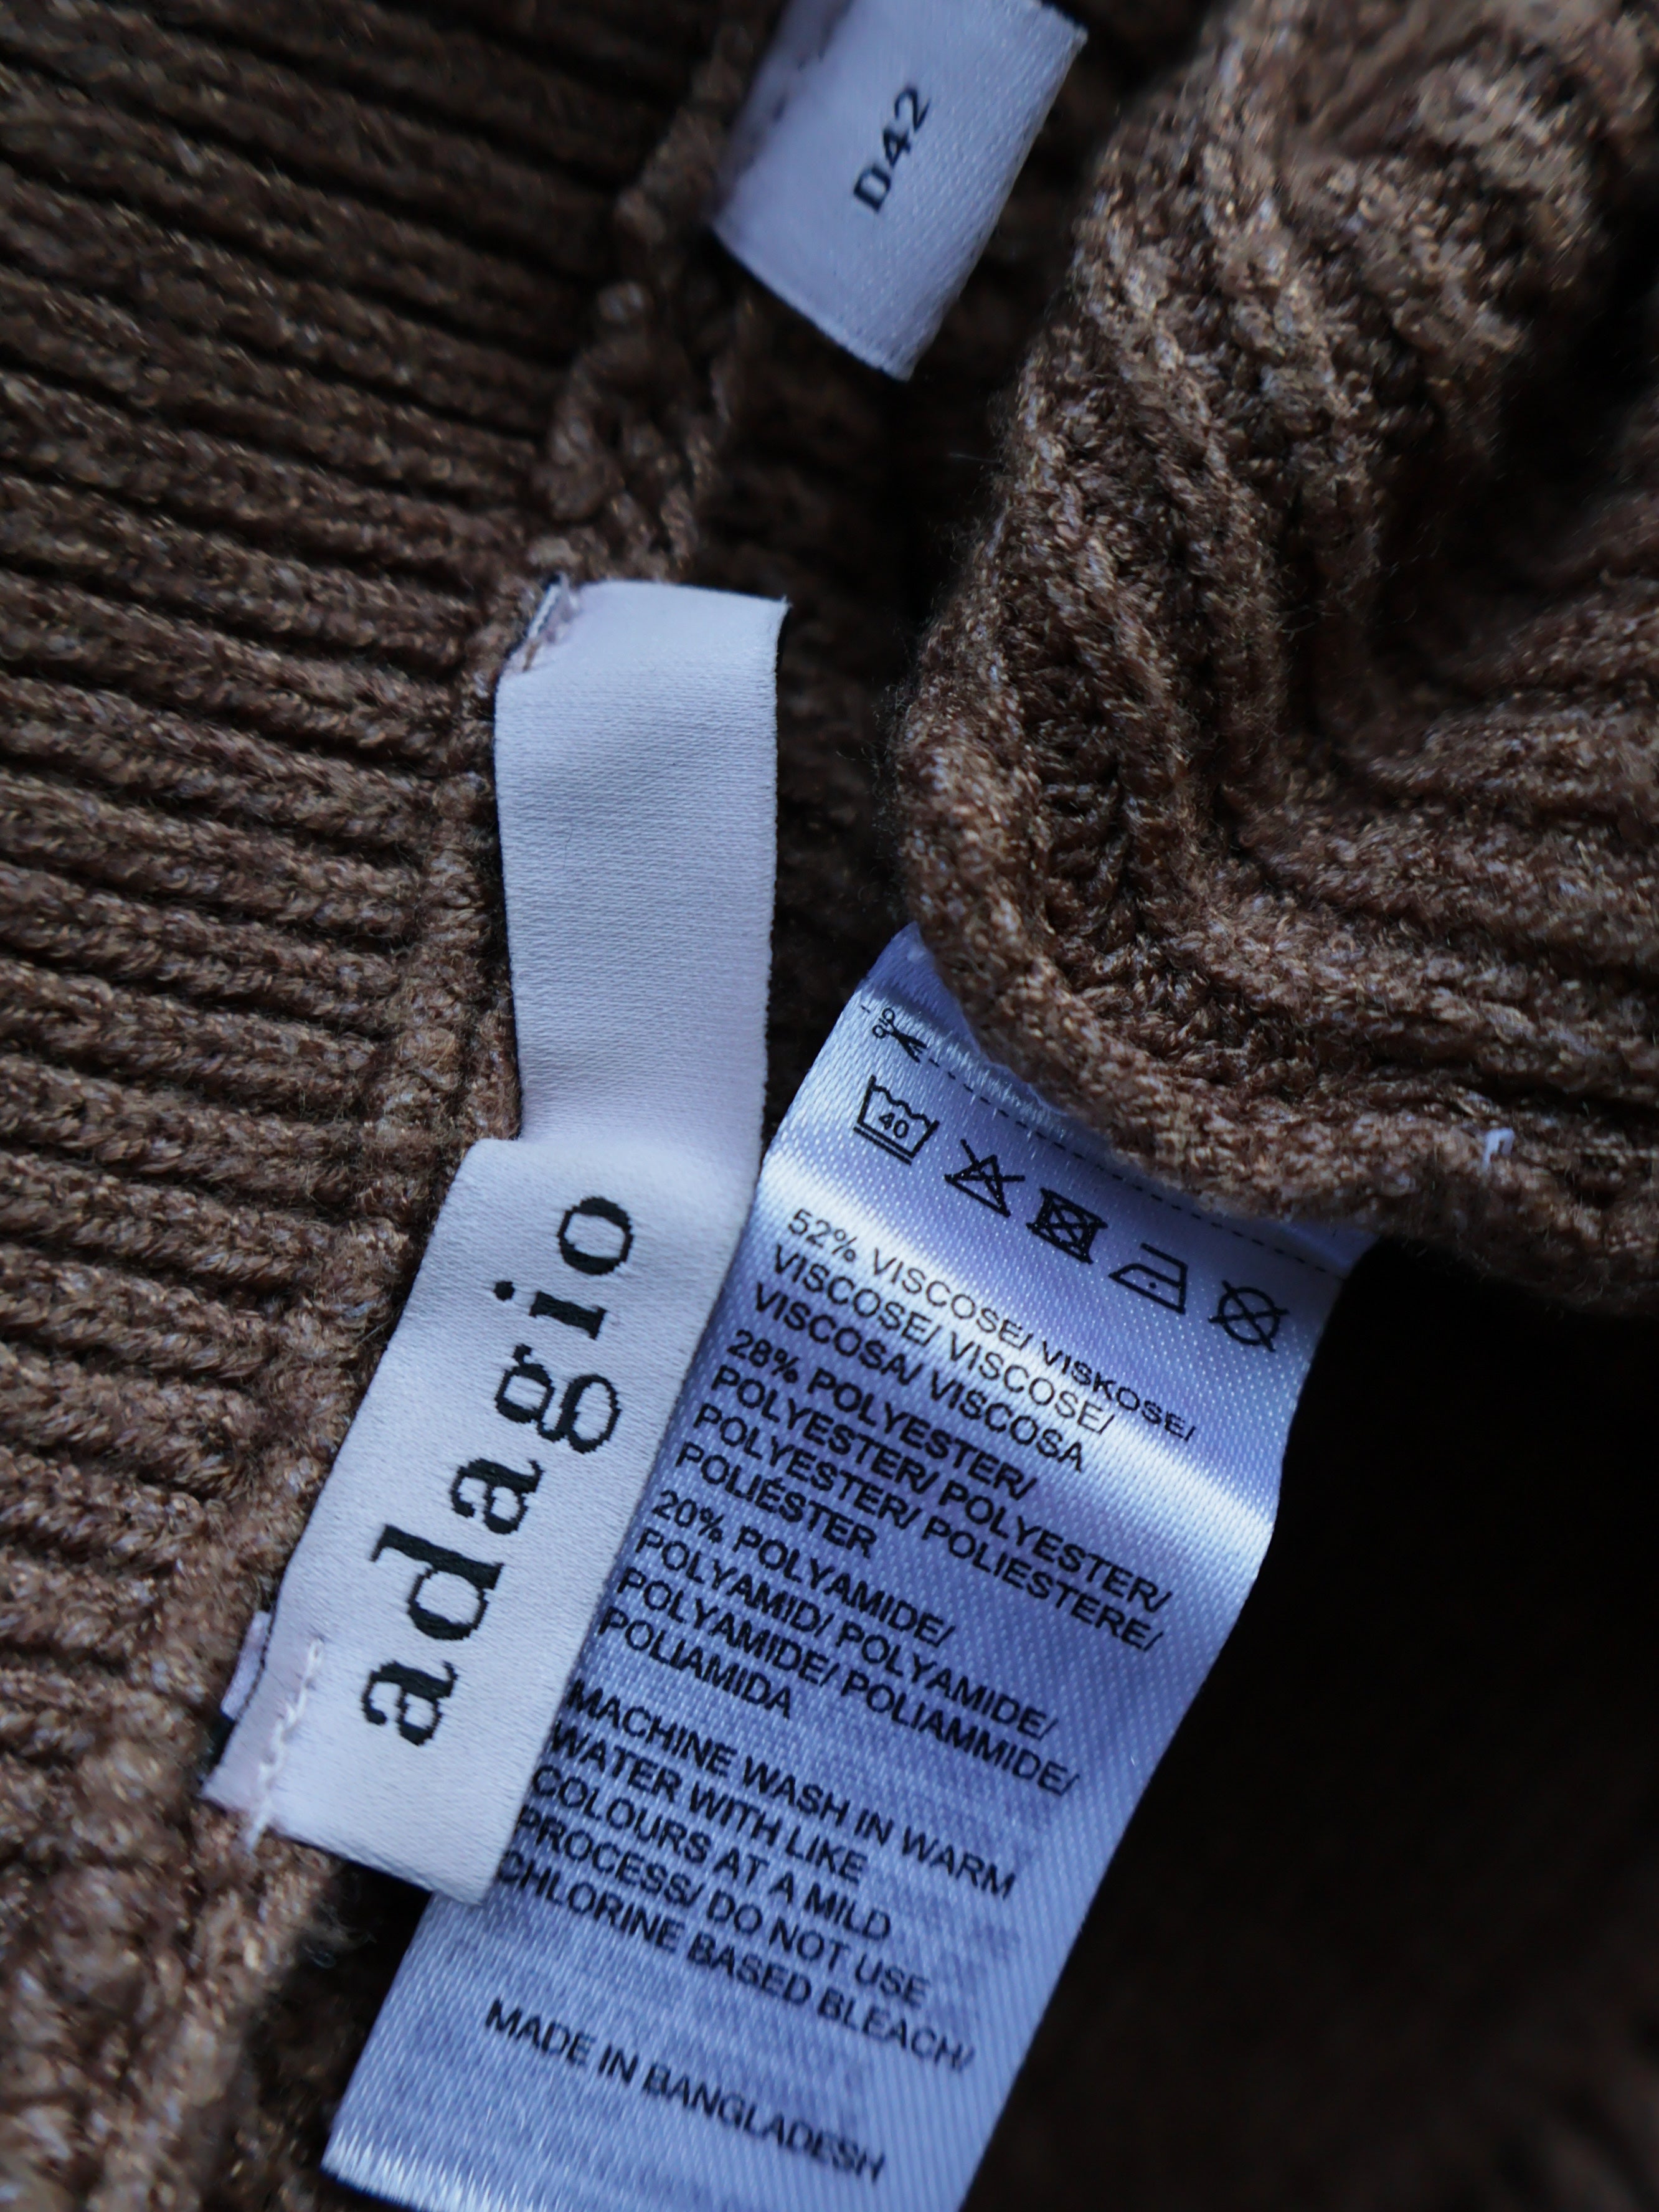 D42
adagio
40
52% VISCOSE/ VISKOSE/
VISCOSE/ VISCOSE/
VISCOSA/ VISCOSA
28% POLYESTER/
POLYESTER/ POLYESTER/
POLYESTER/ POLIESTERE/
POLIÉSTER
20% POLYAMIDE/
POLYAMID/ POLYAMIDE/
POLYAMIDE/ POLIAMMIDE/
POLIAMIDA
MACHINE WASH IN WARM
WATER WITH LIKE
COLOURS AT A MILD
PROCESS/ DO NOT USE
CHLORINE BASED BLEACH/
MADE IN BANGLADESH